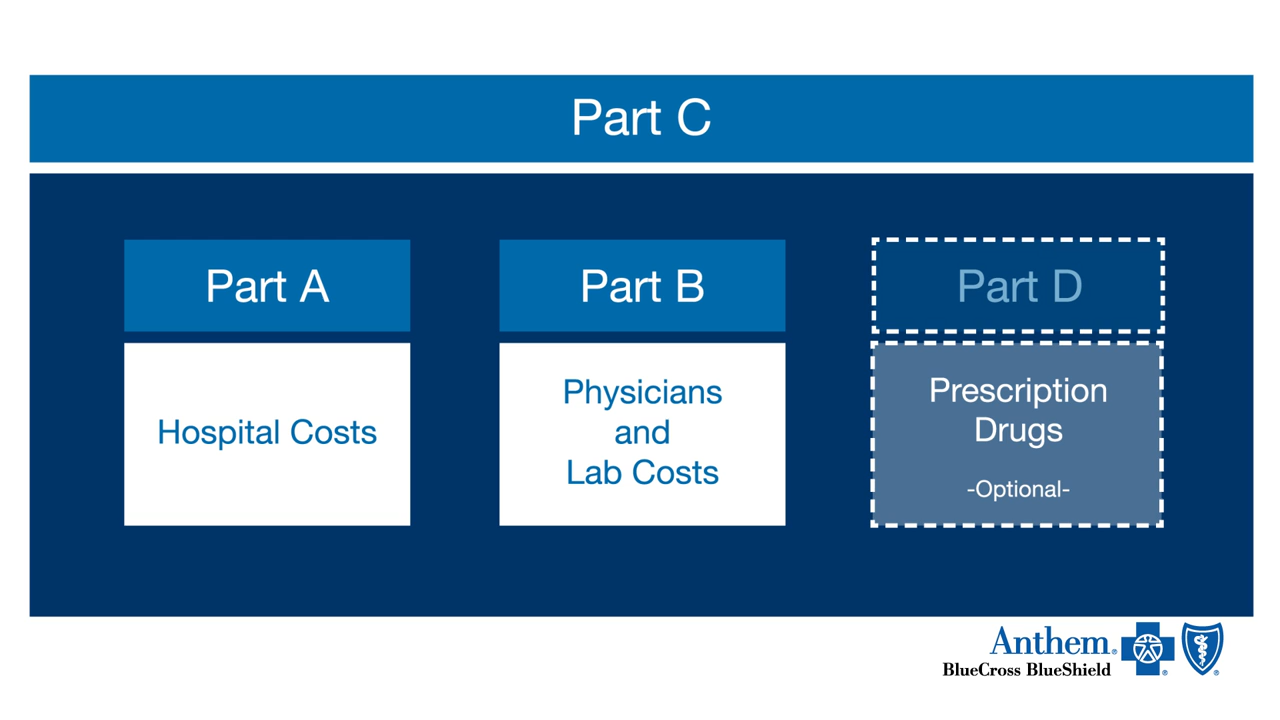 Part C
Part A
Part B
Part D
Hospital Costs
Physicians
and
Lab Costs
Prescription
Drugs
-Optional-
Anthem®
BlueCross BlueShield